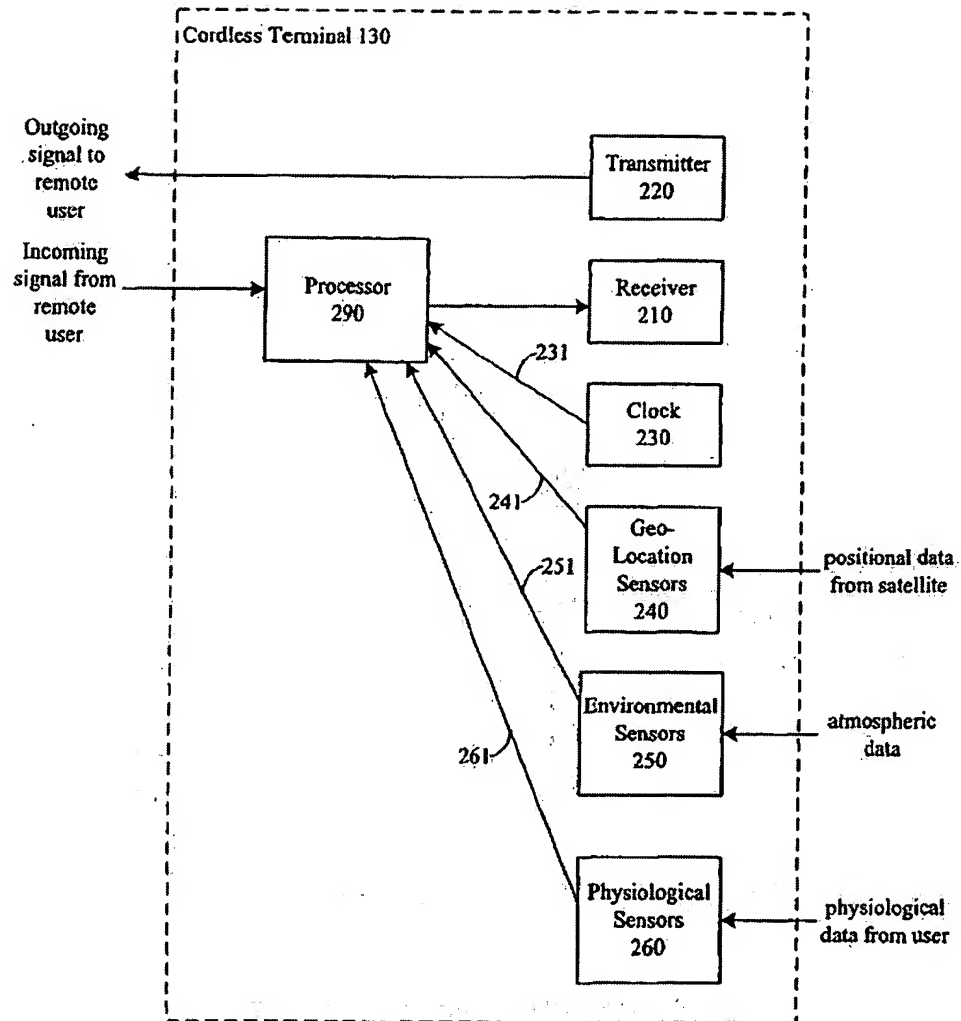 Cordless Terminal 130
Outgoing
signal to
remote
user
Transmitter
220
Incoming
signal from
remote
user
Processor
290
Receiver
210
231
Clock
230
241
Geo-
Location
Sensors
240
positional data
from satellite
251
Environmental
Sensors
250
atmospheric
data
261
Physiological
Sensors
260
physiological
data from user